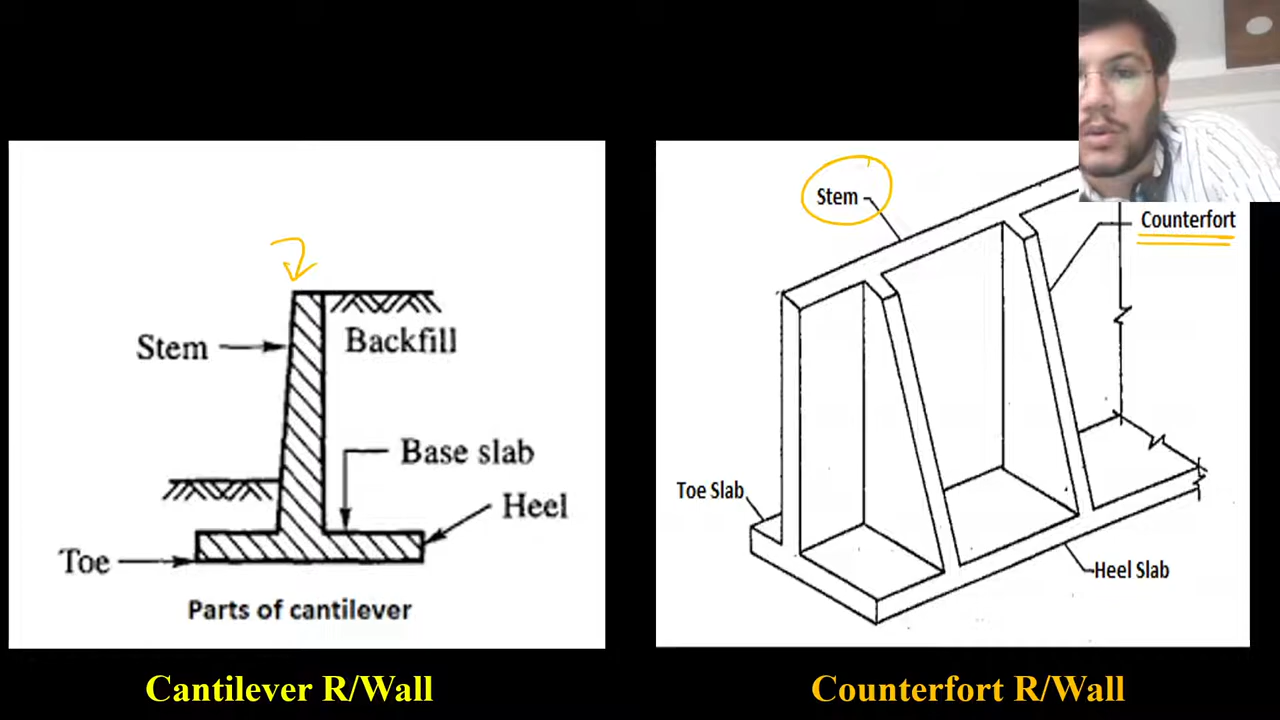 Stem
Backfill
Base slab
Heel
Toe
Parts of cantilever
Cantilever R/Wall
Stem
Counterfort
Toe Slab
Heel Slab
Counterfort R/Wall